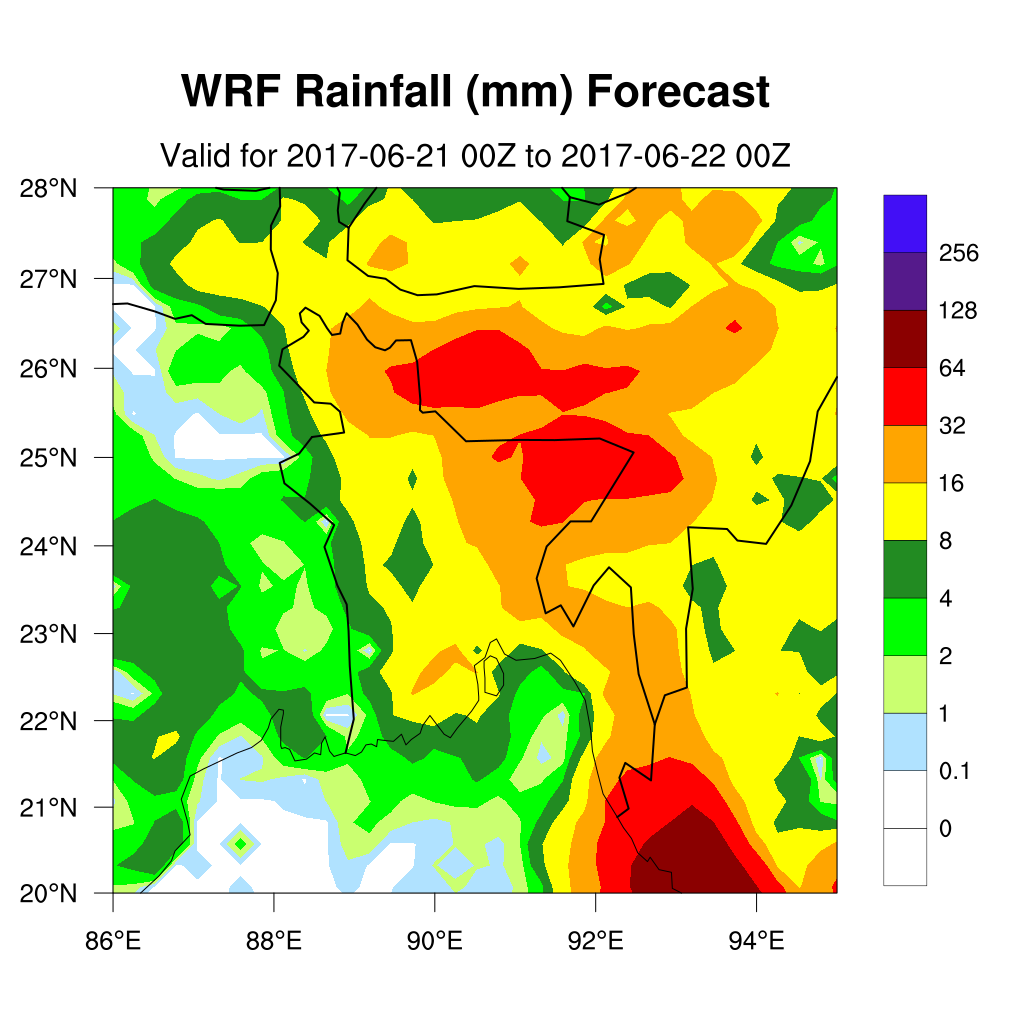 WRF Rainfall (mm) Forecast
Valid for 2017-06-21 00Z to 2017-06-22 00Z
28°N
27°N
26°N
25°N
24°N
23°N
22°N
21°N
20°N
86°E 88°E 90°E 92°E 94°E
256
128
64
32
16
8
4
2
1
0.1
0